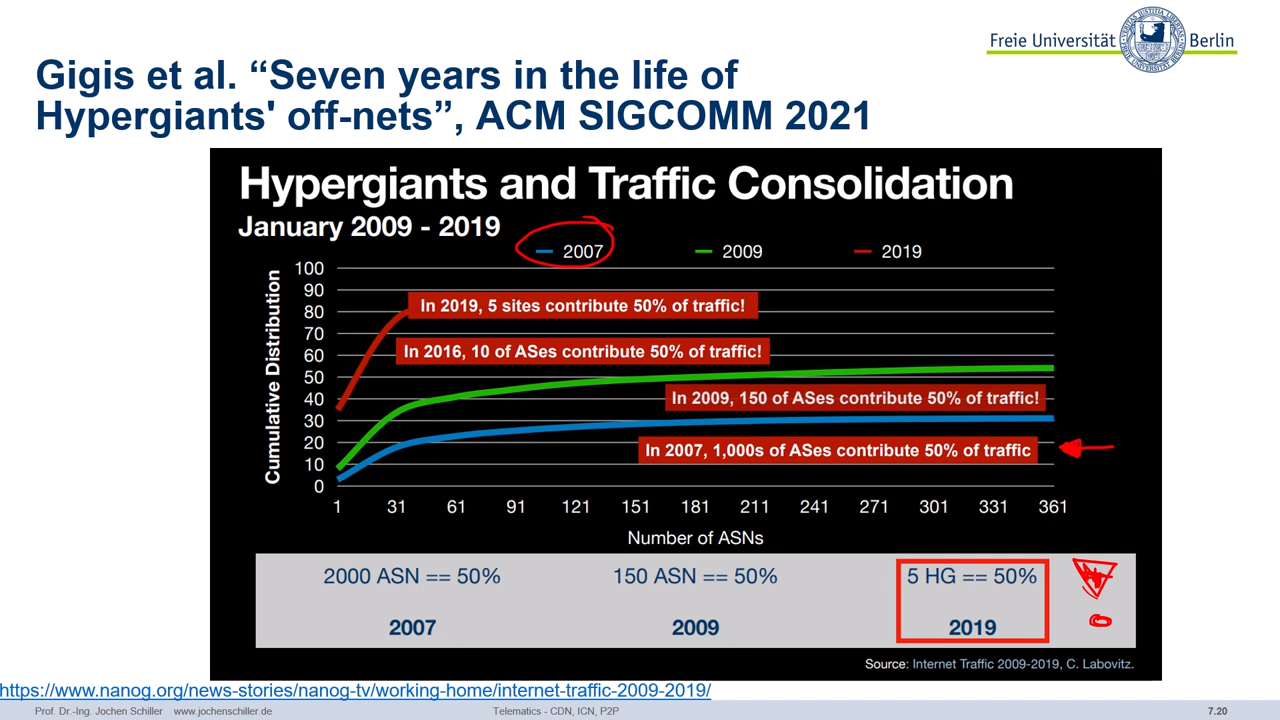 Freie Universität Berlin
Gigis et al. “Seven years in the life of
Hypergiants' off-nets”, ACM SIGCOMM 2021
Hypergiants and Traffic Consolidation
January 2009 - 2019
2007 2009 2019
Cumulative Distribution
100
90
80
70
60
50
40
30
20
10
0
In 2019, 5 sites contribute 50% of traffic!
In 2016, 10 of ASes contribute 50% of traffic!
In 2009, 150 of ASes contribute 50% of traffic!
In 2007, 1,000s of ASes contribute 50% of traffic
1 31 61 91 121 151 181 211 241 271 301 331 361
Number of ASNs
2000 ASN == 50% 150 ASN == 50% 5 HG == 50%
2007 2009 2019
Source: Internet Traffic 2009-2019, C. Labovitz.
https://www.nanog.org/news-stories/nanog-tv/working-home/internet-traffic-2009-2019/
Prof. Dr.-Ing. Jochen Schiller www.jochenschiller.de Telematics - CDN, ICN, P2P 7.20